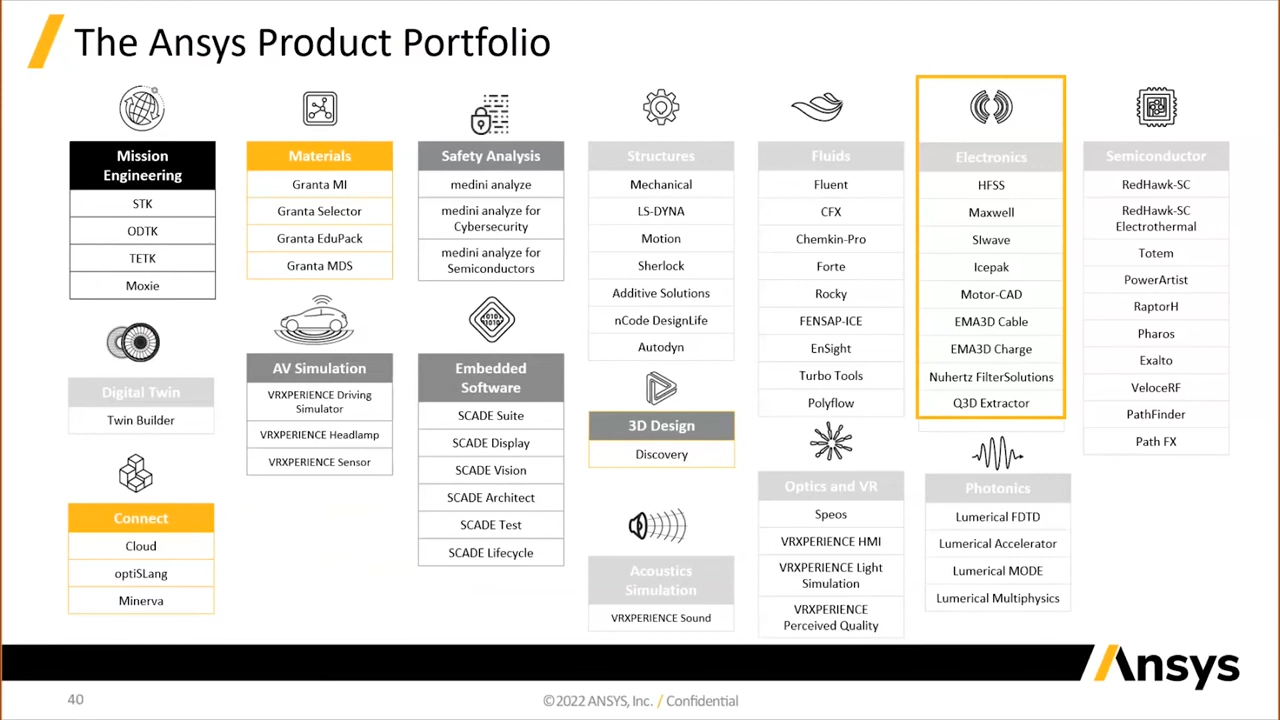 The Ansys Product Portfolio
Mission
Engineering
STK
ODTK
TETK
Moxie
Digital Twin
Twin Builder
Connect
Cloud
optiSLang
Minerva
Materials
Granta MI
Granta Selector
Granta EduPack
Granta MDS
AV Simulation
VRXPERIENCE Driving
Simulator
VRXPERIENCE Headlamp
VRXPERIENCE Sensor
Safety Analysis
medini analyze
medini analyze for
Cybersecurity
medini analyze for
Semiconductors
Embedded
Software
SCADE Suite
SCADE Display
SCADE Vision
SCADE Architect
SCADE Test
SCADE Lifecycle
Structures
Mechanical
LS-DYNA
Motion
Sherlock
Additive Solutions
nCode DesignLife
Autodyn
3D Design
Discovery
Acoustics
Simulation
VRXPERIENCE Sound
Fluids
Fluent
CFX
Chemkin-Pro
Forte
Rocky
FENSAP-ICE
EnSight
Turbo Tools
Polyflow
Optics and VR
Speos
VRXPERIENCE HMI
VRXPERIENCE Light
Simulation
VRXPERIENCE
Perceived Quality
Electronics
HFSS
Maxwell
SIwave
Icepak
Motor-CAD
EMA3D Cable
EMA3D Charge
Nuhertz FilterSolutions
Q3D Extractor
Photonics
Lumerical FDTD
Lumerical Accelerator
Lumerical MODE
Lumerical Multiphysics
Semiconductor
RedHawk-SC
RedHawk-SC
Electrothermal
Totem
PowerArtist
RaptorH
Pharos
Exalto
VeloceRF
PathFinder
Path FX
Ansys
40
©2022 ANSYS, Inc. / Confidential